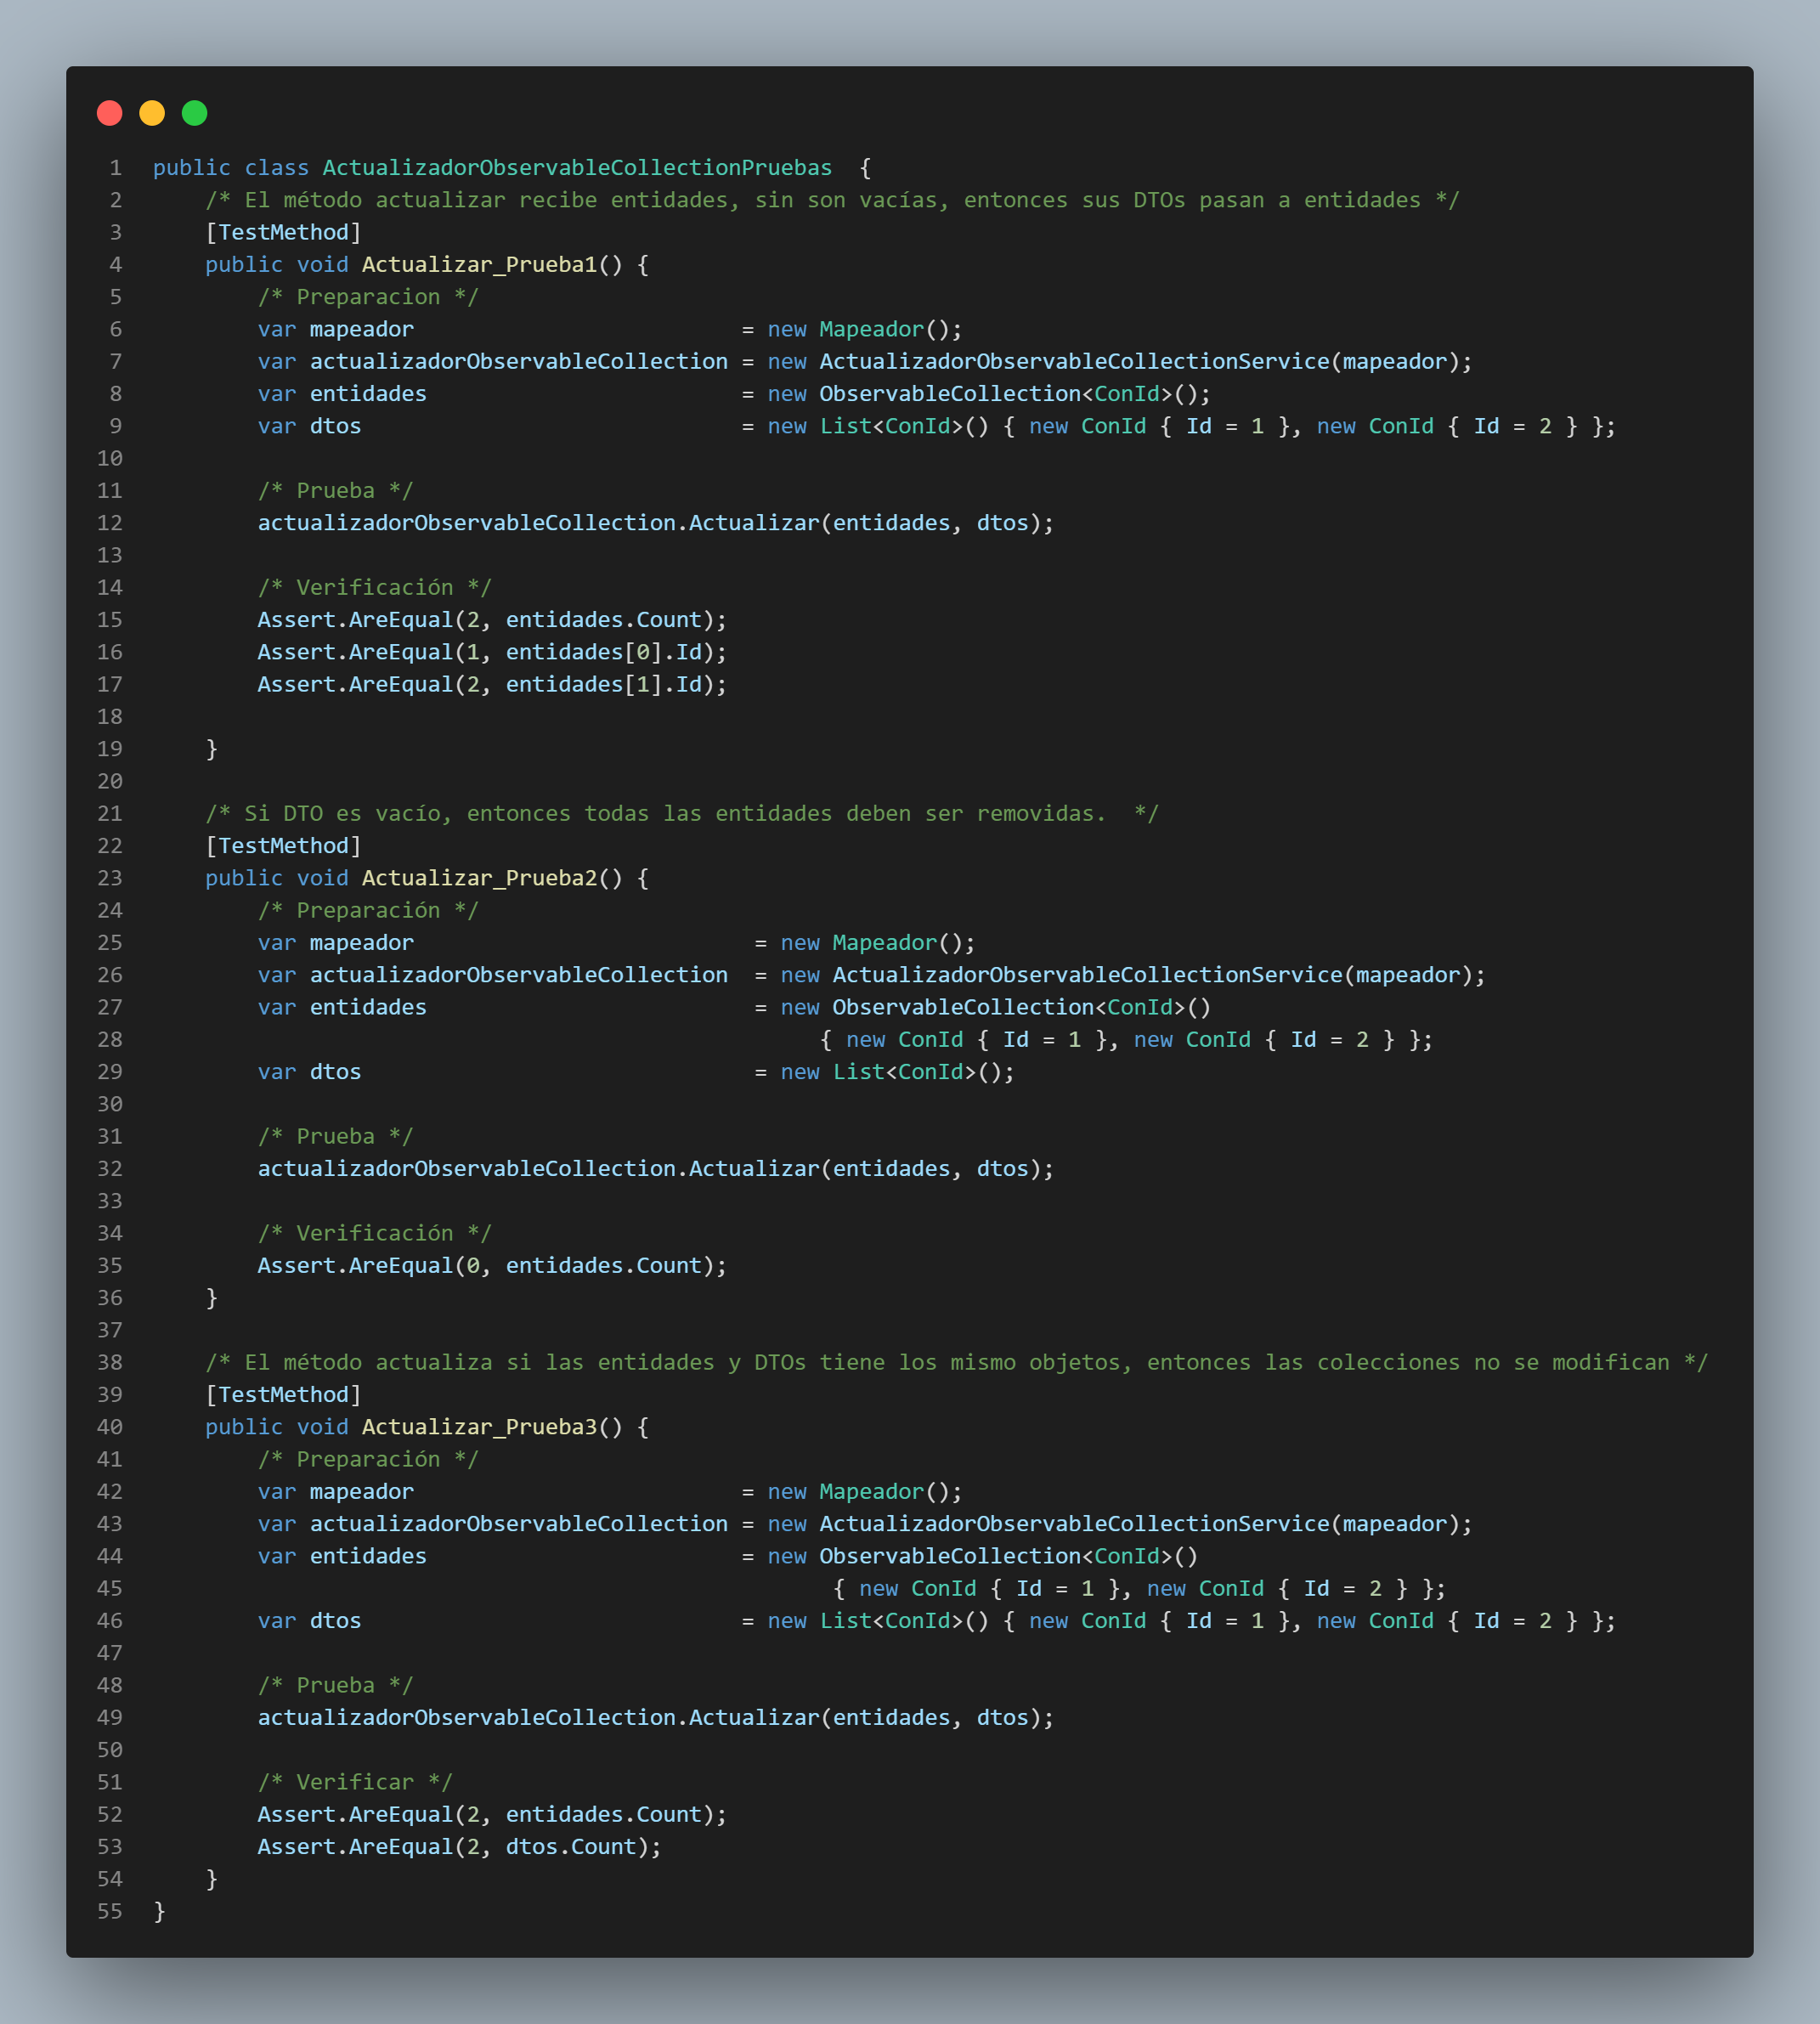 1 public class ActualizadorObservableCollectionPruebas  {
2     /* El método actualizar recibe entidades, sin son vacías, entonces sus DTOs pasan a entidades */
3     [TestMethod]
4     public void Actualizar_Prueba1() {
5         /* Preparacion */
6         var mapeador                         = new Mapeador();
7         var actualizadorObservableCollection = new ActualizadorObservableCollectionService(mapeador);
8         var entidades                        = new ObservableCollection<ConId>();
9         var dtos                             = new List<ConId>() { new ConId { Id = 1 }, new ConId { Id = 2 } };
10
11         /* Prueba */
12         actualizadorObservableCollection.Actualizar(entidades, dtos);
13
14         /* Verificación */
15         Assert.AreEqual(2, entidades.Count);
16         Assert.AreEqual(1, entidades[0].Id);
17         Assert.AreEqual(2, entidades[1].Id);
18
19     }
20
21     /* Si DTO es vacío, entonces todas las entidades deben ser removidas.  */
22     [TestMethod]
23     public void Actualizar_Prueba2() {
24         /* Preparación */
25         var mapeador                          = new Mapeador();
26         var actualizadorObservableCollection  = new ActualizadorObservableCollectionService(mapeador);
27         var entidades                         = new ObservableCollection<ConId>()
28                                                    { new ConId { Id = 1 }, new ConId { Id = 2 } };
29         var dtos                              = new List<ConId>();
30
31         /* Prueba */
32         actualizadorObservableCollection.Actualizar(entidades, dtos);
33
34         /* Verificación */
35         Assert.AreEqual(0, entidades.Count);
36     }
37
38     /* El método actualiza si las entidades y DTOs tiene los mismo objetos, entonces las colecciones no se modifican */
39     [TestMethod]
40     public void Actualizar_Prueba3() {
41         /* Preparación */
42         var mapeador                         = new Mapeador();
43         var actualizadorObservableCollection = new ActualizadorObservableCollectionService(mapeador);
44         var entidades                        = new ObservableCollection<ConId>()
45                                                     { new ConId { Id = 1 }, new ConId { Id = 2 } };
46         var dtos                             = new List<ConId>() { new ConId { Id = 1 }, new ConId { Id = 2 } };
47
48         /* Prueba */
49         actualizadorObservableCollection.Actualizar(entidades, dtos);
50
51         /* Verificar */
52         Assert.AreEqual(2, entidades.Count);
53         Assert.AreEqual(2, dtos.Count);
54     }
55 }